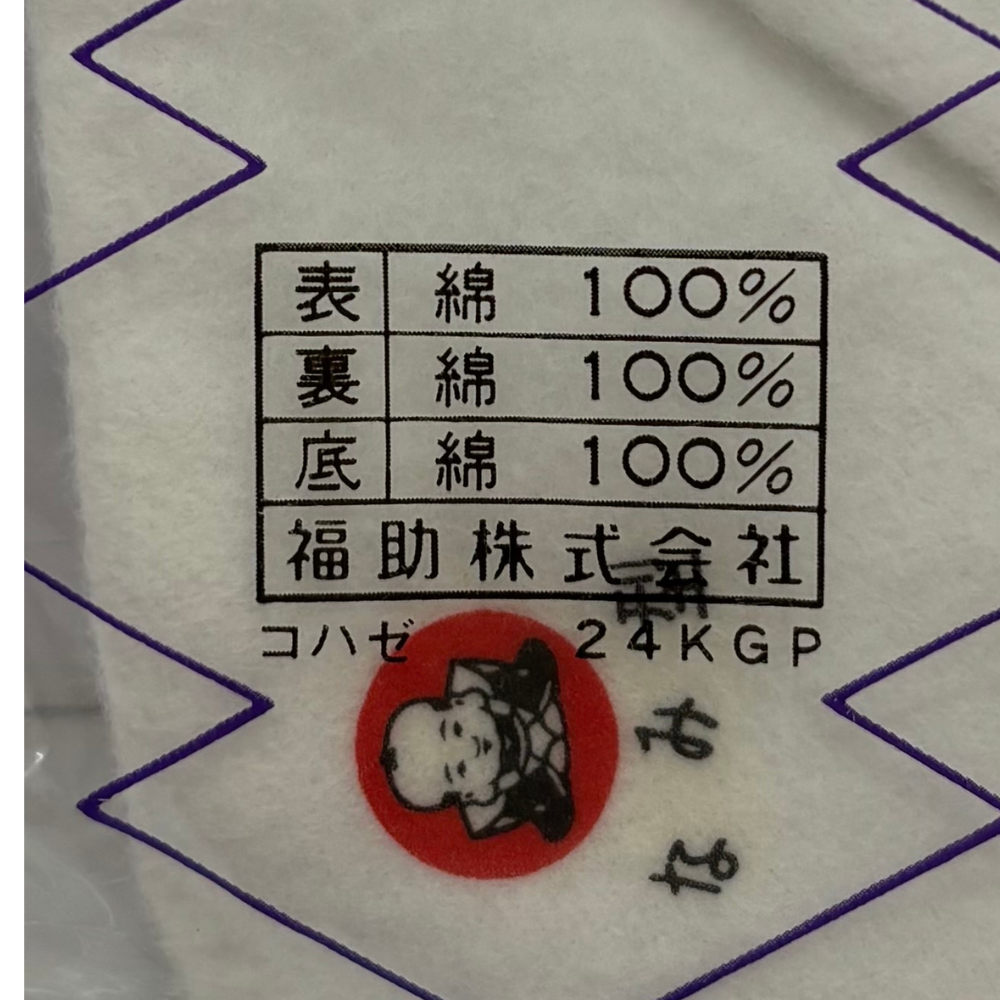 表 綿 100%
裏 綿 100%
底 綿 100%
福助株式会社
コハゼ 24KGP